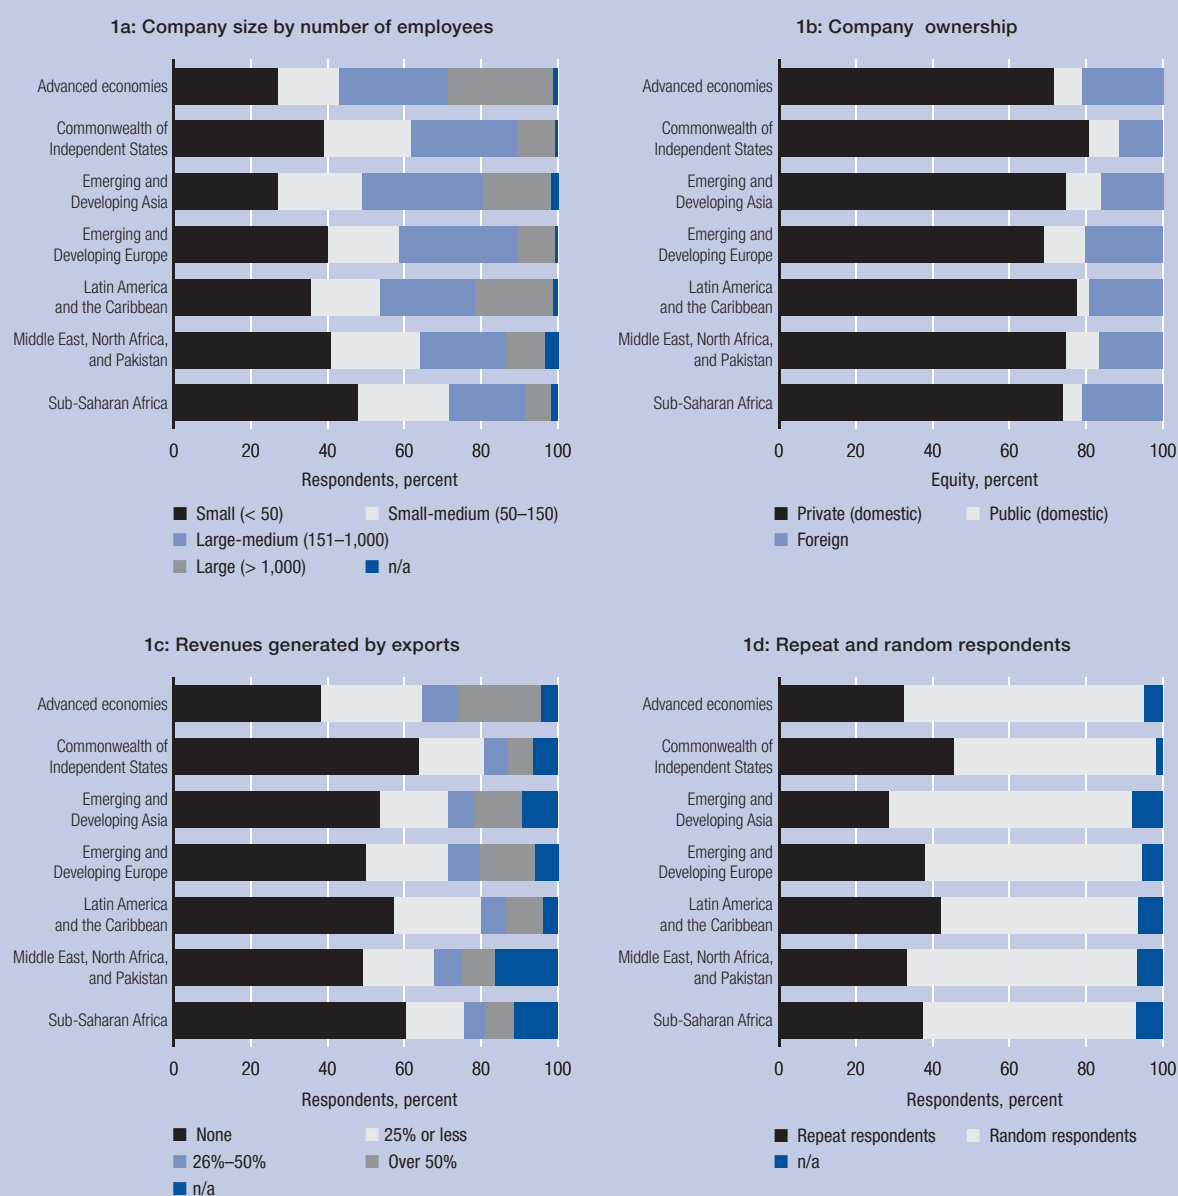 1a: Company size by number of employees
Advanced economies
Commonwealth of
Independent States
Emerging and
Developing Asia
Emerging and
Developing Europe
Latin America
and the Caribbean
Middle East, North Africa,
and Pakistan
Sub-Saharan Africa
0 20 40 60 80 100
Respondents, percent
Small (< 50) Small-medium (50–150)
Large-medium (151–1,000)
Large (> 1,000) n/a
1b: Company ownership
Advanced economies
Commonwealth of
Independent States
Emerging and
Developing Asia
Emerging and
Developing Europe
Latin America
and the Caribbean
Middle East, North Africa,
and Pakistan
Sub-Saharan Africa
0 20 40 60 80 100
Equity, percent
Private (domestic) Public (domestic)
Foreign
1c: Revenues generated by exports
Advanced economies
Commonwealth of
Independent States
Emerging and
Developing Asia
Emerging and
Developing Europe
Latin America
and the Caribbean
Middle East, North Africa,
and Pakistan
Sub-Saharan Africa
0 20 40 60 80 100
Respondents, percent
None 25% or less
26%–50% Over 50%
n/a
1d: Repeat and random respondents
Advanced economies
Commonwealth of
Independent States
Emerging and
Developing Asia
Emerging and
Developing Europe
Latin America
and the Caribbean
Middle East, North Africa,
and Pakistan
Sub-Saharan Africa
0 20 40 60 80 100
Respondents, percent
Repeat respondents Random respondents
n/a